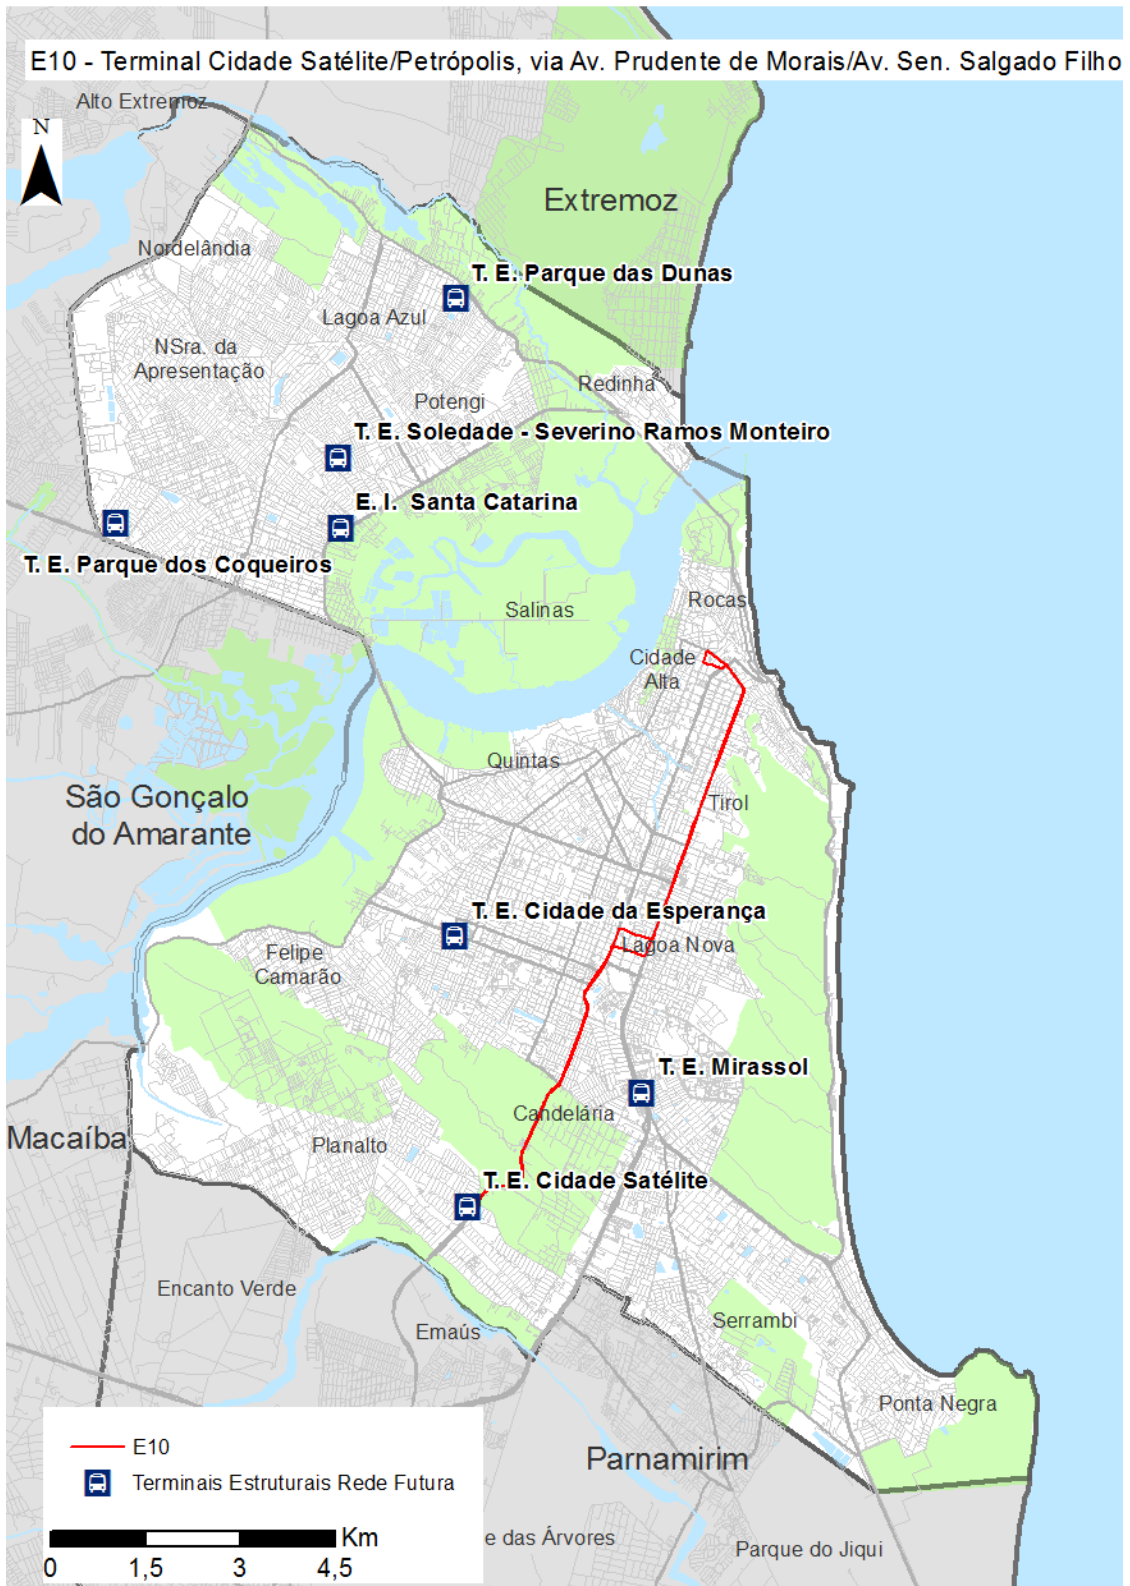 E10 - Terminal Cidade Satélite/Petrópolis, via Av. Prudente de Morais/Av. Sen. Salgado Filho
Alto Extremoz
N
Extremoz
Nordelândia
T. E. Parque das Dunas
Lagoa Azul
NSra. da
Apresentação
Redinha
Potengi
T. E. Soledade - Severino Ramos Monteiro
E. I. Santa Catarina
T. E. Parque dos Coqueiros
Rocas
Salinas
Cidade
Alta
Quintas
São Gonçalo
do Amarante
Tirol
T. E. Cidade da Esperança
Lagoa Nova
Felipe
Camarão
T. E. Mirassol
Candelária
Macaíba
Planalto
T. E. Cidade Satélite
Encanto Verde
Serrambi
Emaús
Ponta Negra
E10
Parnamirim
Terminais Estruturais Rede Futura
e das Árvores
Km
Parque do Jiqui
0 1,5 3 4,5